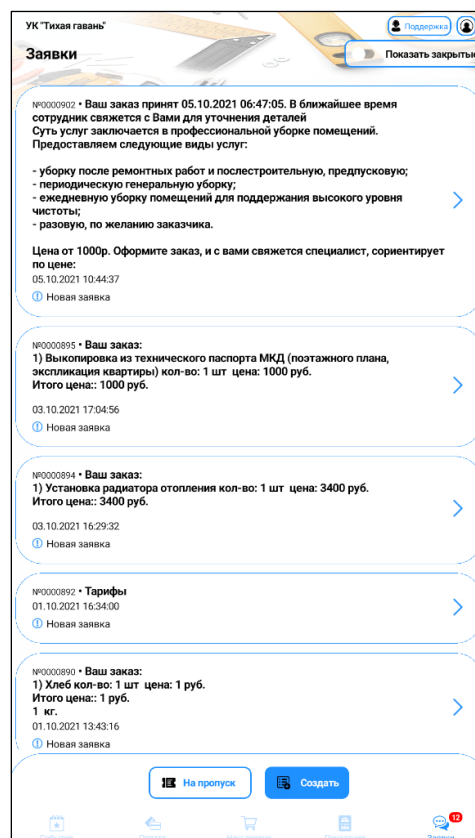 УК "Тихая гавань"
Поддержка
Заявки
Показать закрытые
№0000902 • Ваш заказ принят 05.10.2021 06:47:05. В ближайшее время
сотрудник свяжется с Вами для уточнения деталей
Суть услуг заключается в профессиональной уборке помещений.
Предоставляем следующие виды услуг:
- уборку после ремонтных работ и послестроительную, предпусковую;
- периодическую генеральную уборку;
- ежедневную уборку помещений для поддержания высокого уровня
чистоты;
- разовую, по желанию заказчика.
Цена от 1000р. Оформите заказ, и с вами свяжется специалист, сориентирует
по цене:
05.10.2021 10:44:37
Новая заявка
№0000895 • Ваш заказ:
1) Выкопировка из технического паспорта МКД (поэтажного плана,
экспликация квартиры) кол-во: 1 шт цена: 1000 руб.
Итого цена:: 1000 руб.
03.10.2021 17:04:56
Новая заявка
№0000894 • Ваш заказ:
1) Установка радиатора отопления кол-во: 1 шт цена: 3400 руб.
Итого цена:: 3400 руб.
03.10.2021 16:29:32
Новая заявка
№0000892 • Тарифы
01.10.2021 16:34:00
Новая заявка
№0000890 • Ваш заказ:
1) Хлеб кол-во: 1 шт цена: 1 руб.
Итого цена:: 1 руб.
1 кг.
01.10.2021 13:43:16
Новая заявка
На пропуск
Создать
12
Заявки